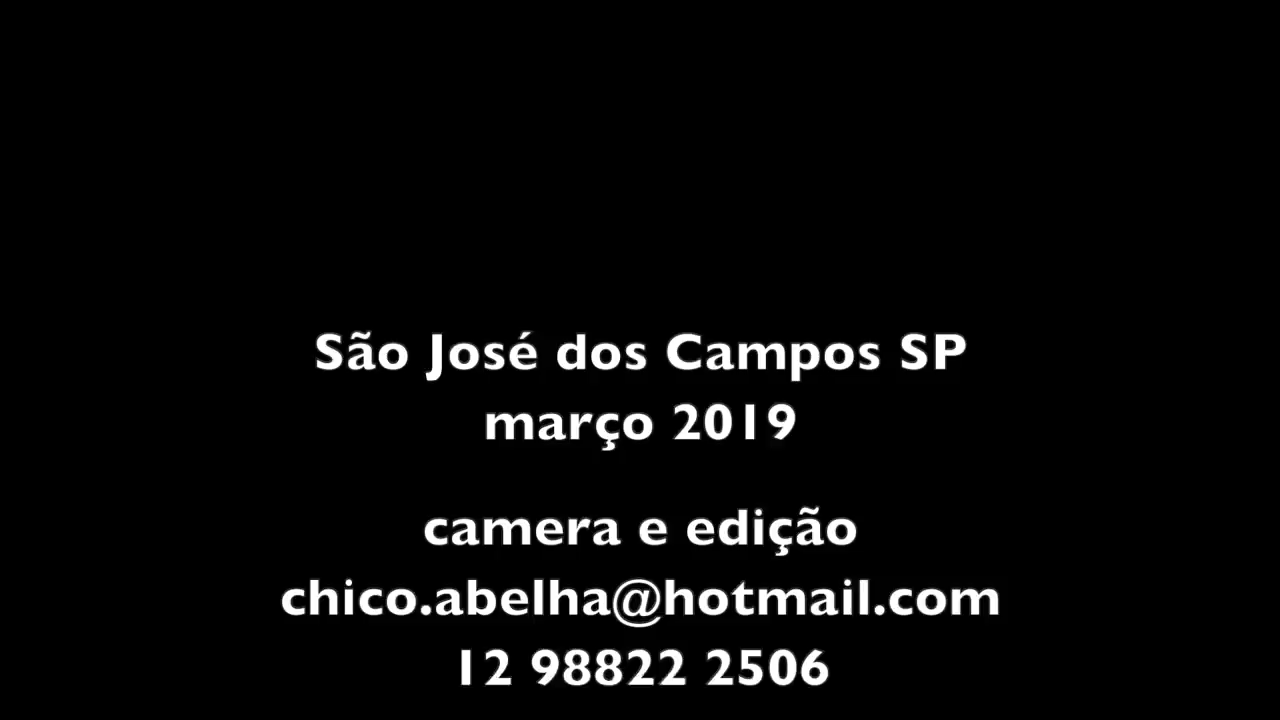 São José dos Campos SP
março 2019
camera e edição
chico.abelha@hotmail.com
12 98822 2506